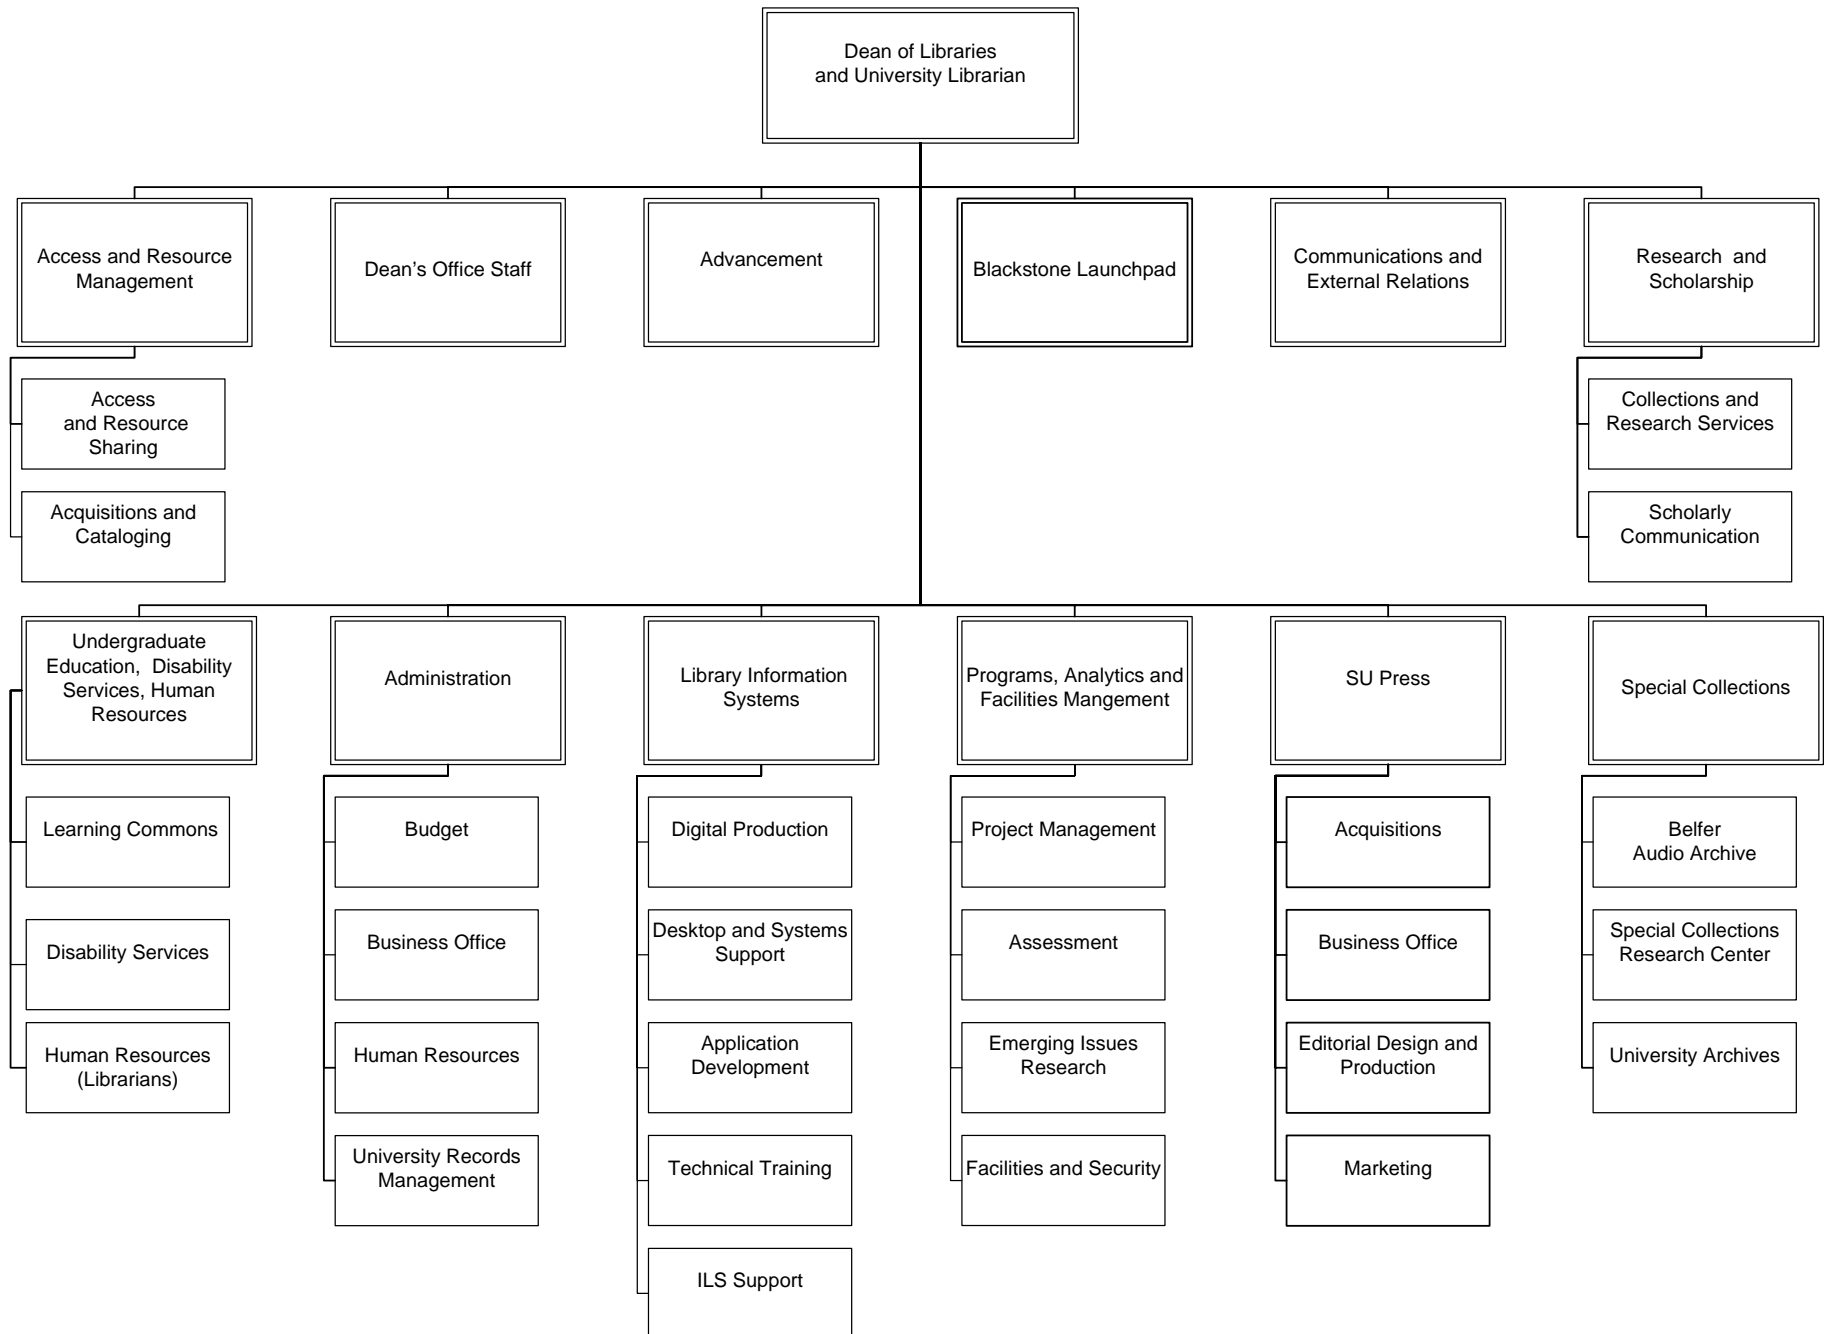 Dean of Libraries
and University Librarian
Access and Resource
Management
Dean's Office Staff
Advancement
Blackstone Launchpad
Communications and
External Relations
Research and
Scholarship
Access
and Resource
Sharing
Acquisitions and
Cataloging
Collections and
Research Services
Scholarly
Communication
Undergraduate
Education, Disability
Services, Human
Resources
Administration
Library Information
Systems
Programs, Analytics and
Facilities Mangement
SU Press
Special Collections
Learning Commons
Disability Services
Human Resources
(Librarians)
Budget
Business Office
Human Resources
University Records
Management
Digital Production
Desktop and Systems
Support
Application
Development
Technical Training
ILS Support
Project Management
Assessment
Emerging Issues
Research
Facilities and Security
Acquisitions
Business Office
Editorial Design and
Production
Marketing
Belfer
Audio Archive
Special Collections
Research Center
University Archives